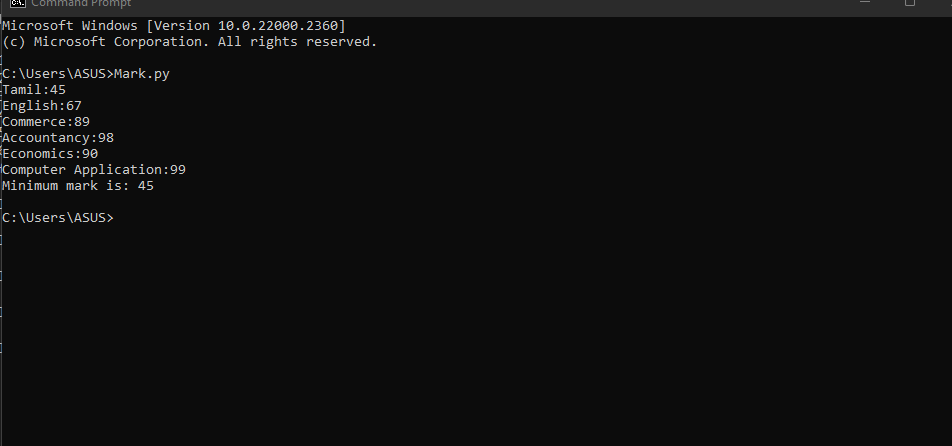 Command Prompt
Microsoft Windows [Version 10.0.22000.2360]
(c) Microsoft Corporation. All rights reserved.
C:\Users\ASUS>Mark.py
Tamil:45
English:67
Commerce:89
Accountancy:98
Economics:90
Computer Application:99
Minimum mark is: 45
C:\Users\ASUS>